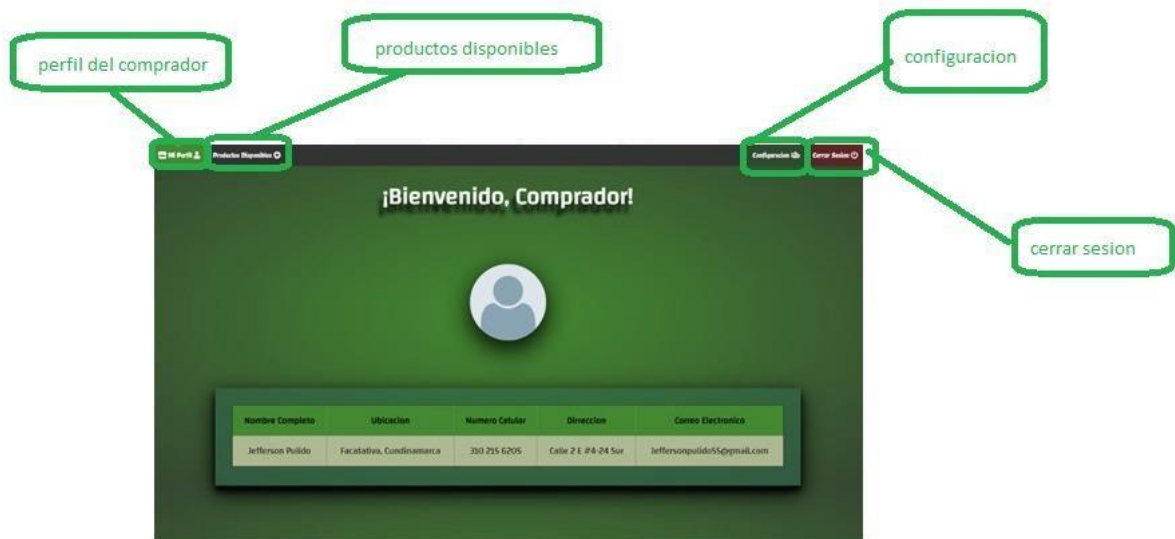 perfil del comprador
productos disponibles
configuracion
Mi Perfil
Productos Disponibles
Configuracion
Cerrar Sesion
¡Bienvenido, Comprador!
cerrar sesion
Nombre Completo Ubicacion Numero Celular Dirreccion Correo Electronico
Jefferson Pulido Facatativa, Cundinamarca 310 215 6205 Calle 2 E #4-24 Sur Jeffersonpulido55@gmail.com